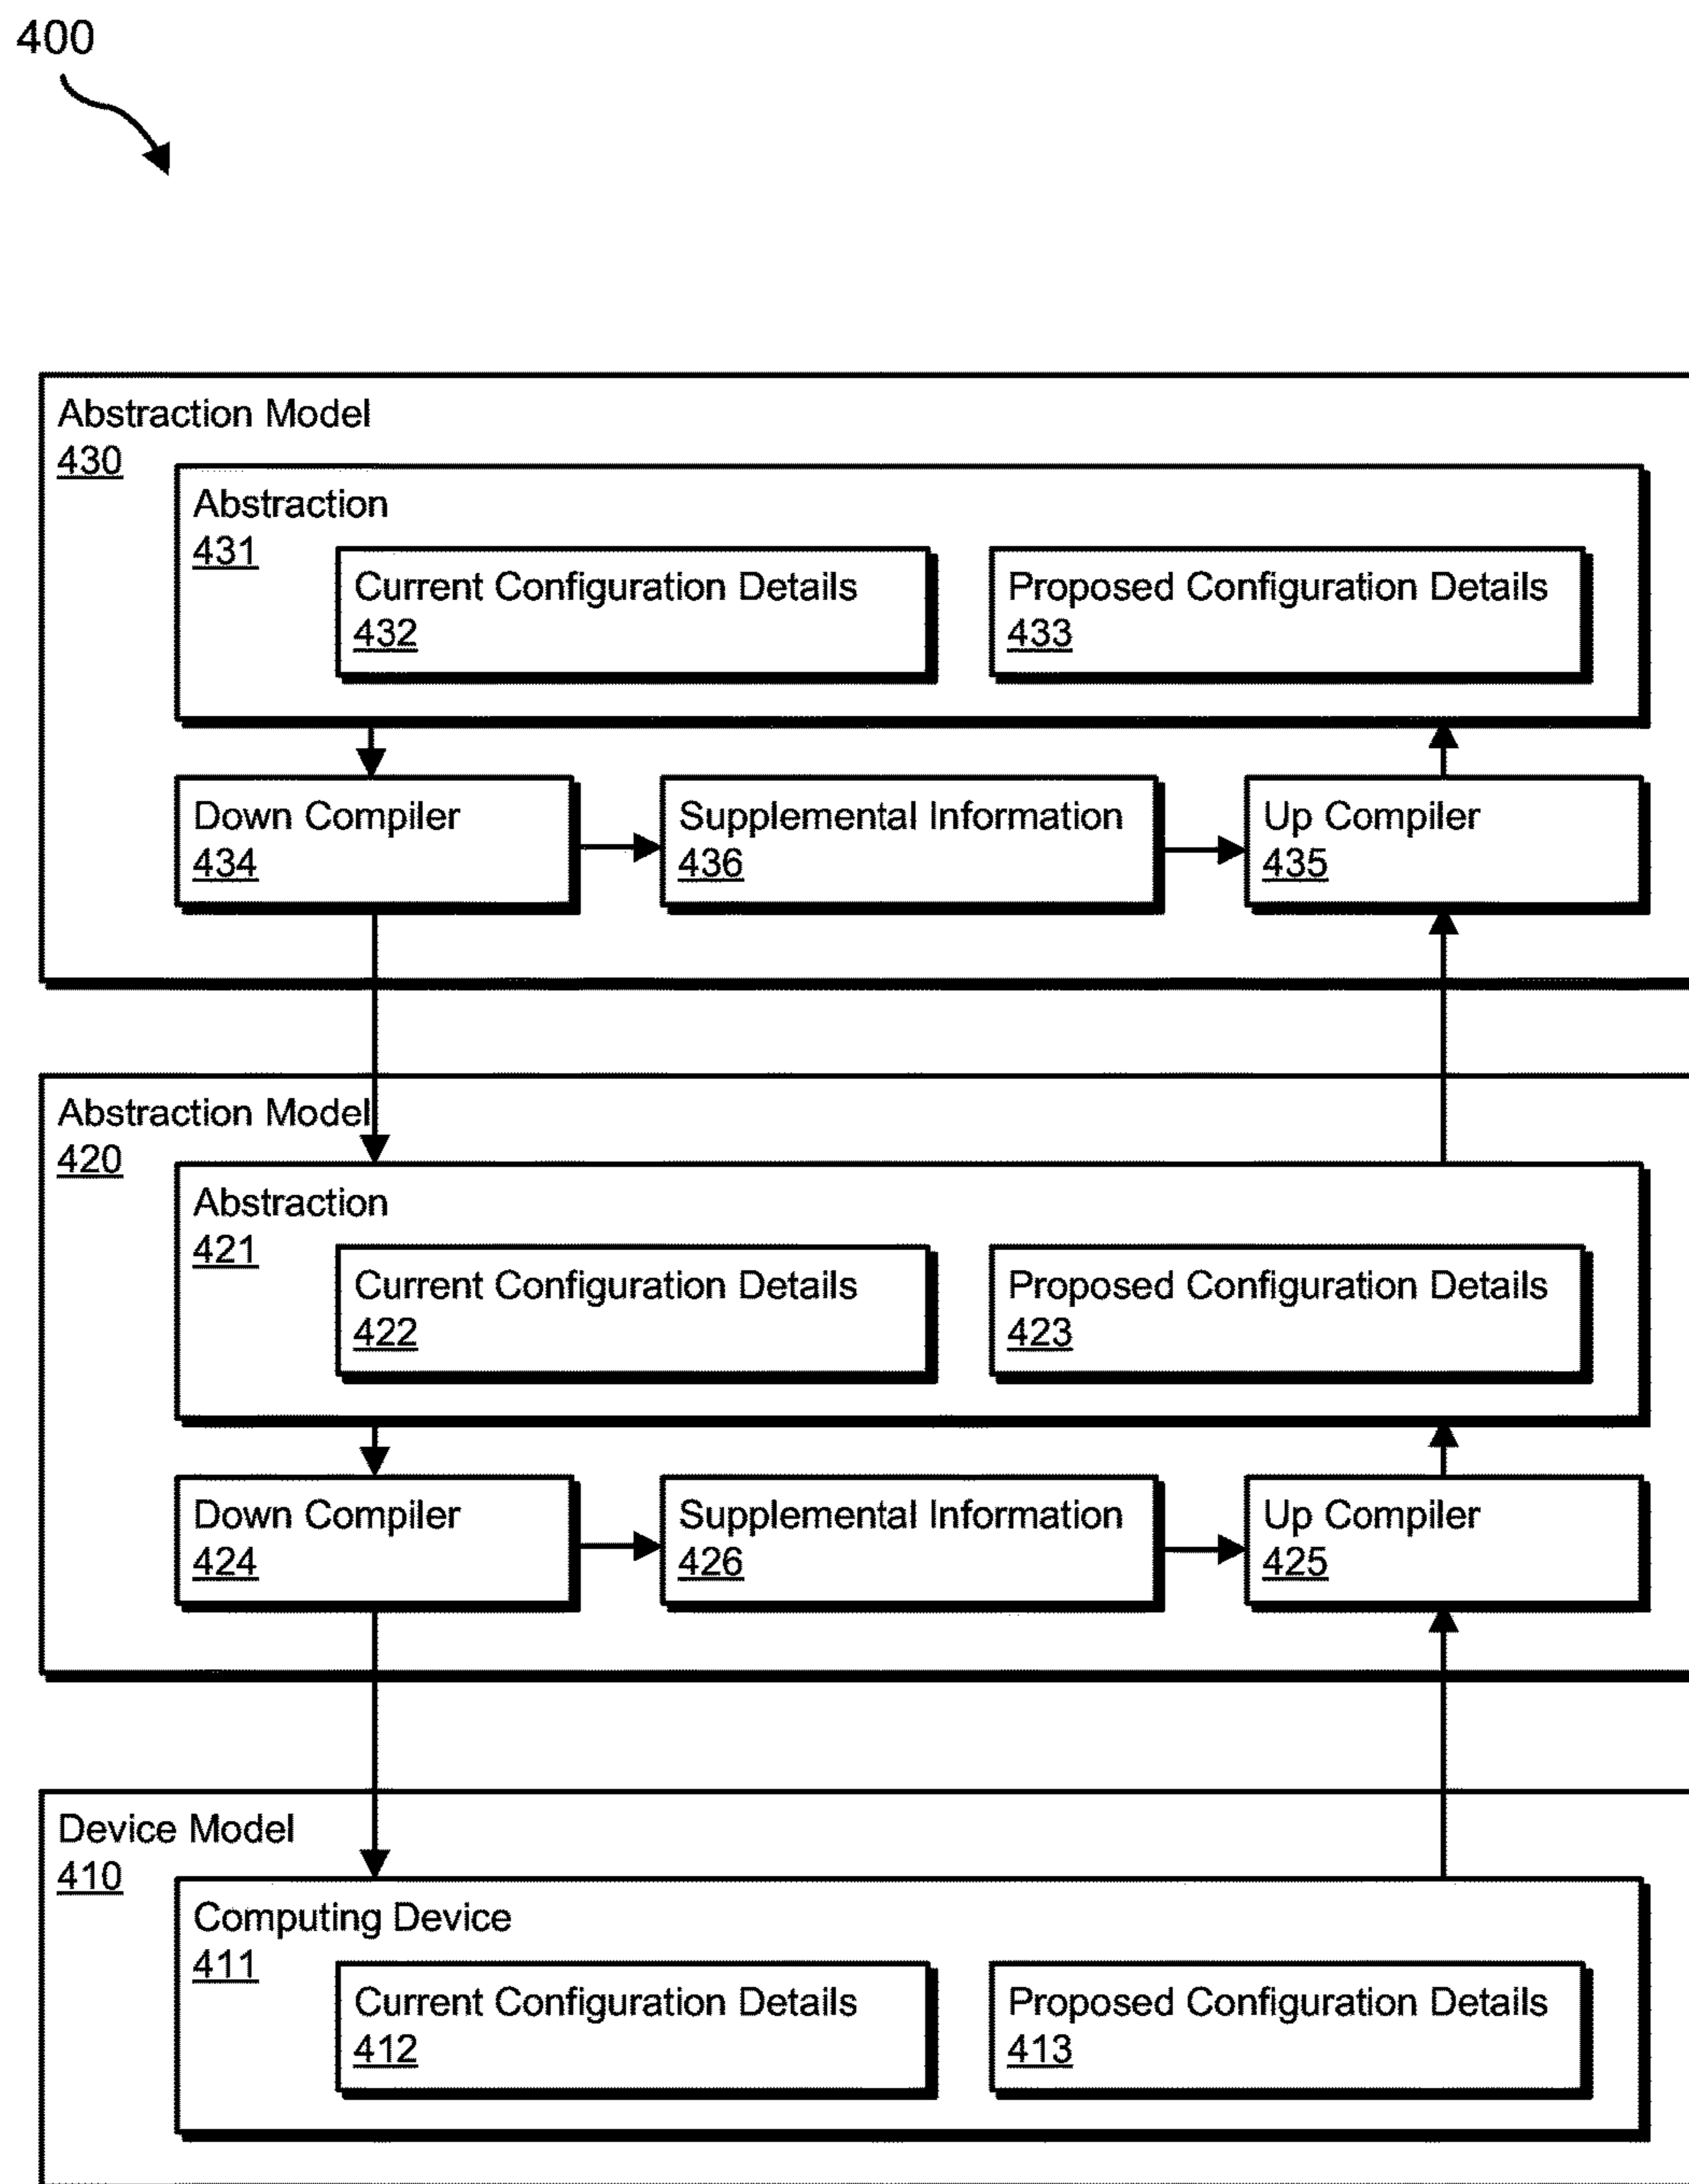 400
Abstraction Model
430
Abstraction
431
Current Configuration Details
432
Proposed Configuration Details
433
Down Compiler
434
Supplemental Information
436
Up Compiler
435
Abstraction Model
420
Abstraction
421
Current Configuration Details
422
Proposed Configuration Details
423
Down Compiler
424
Supplemental Information
426
Up Compiler
425
Device Model
410
Computing Device
411
Current Configuration Details
412
Proposed Configuration Details
413